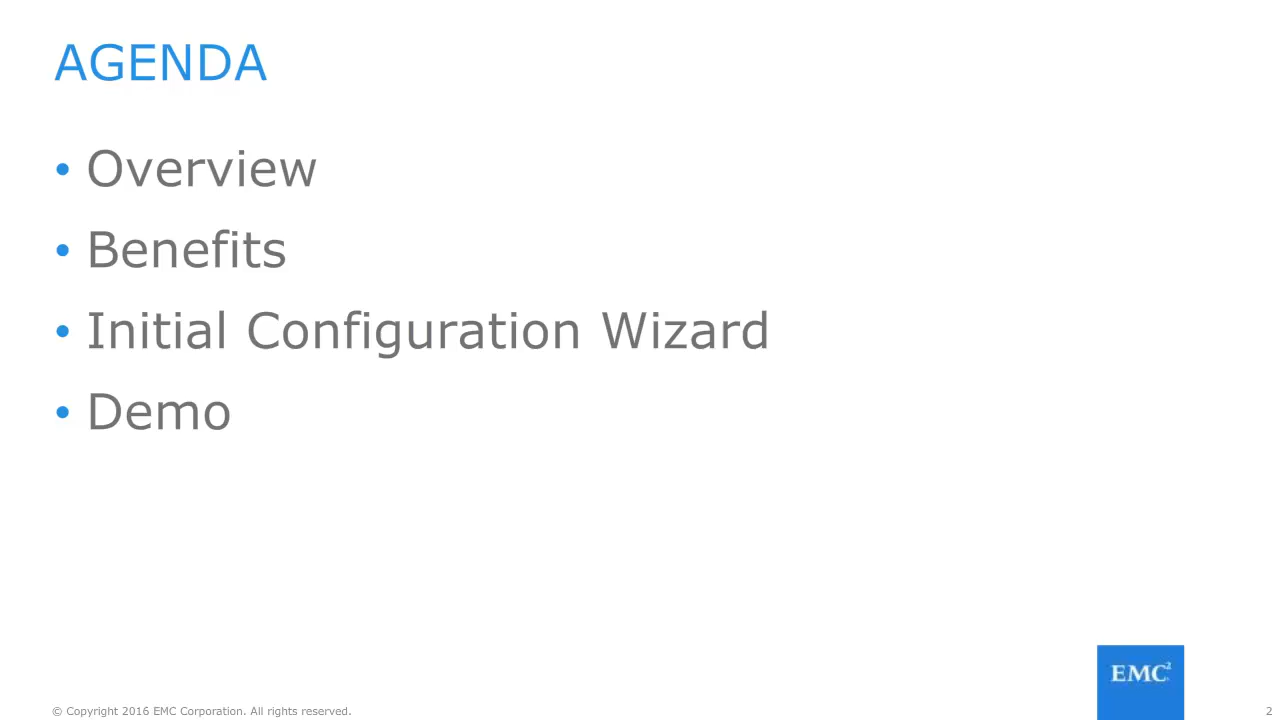 AGENDA
• Overview
• Benefits
• Initial Configuration Wizard
• Demo
EMC²
© Copyright 2016 EMC Corporation. All rights reserved.
2